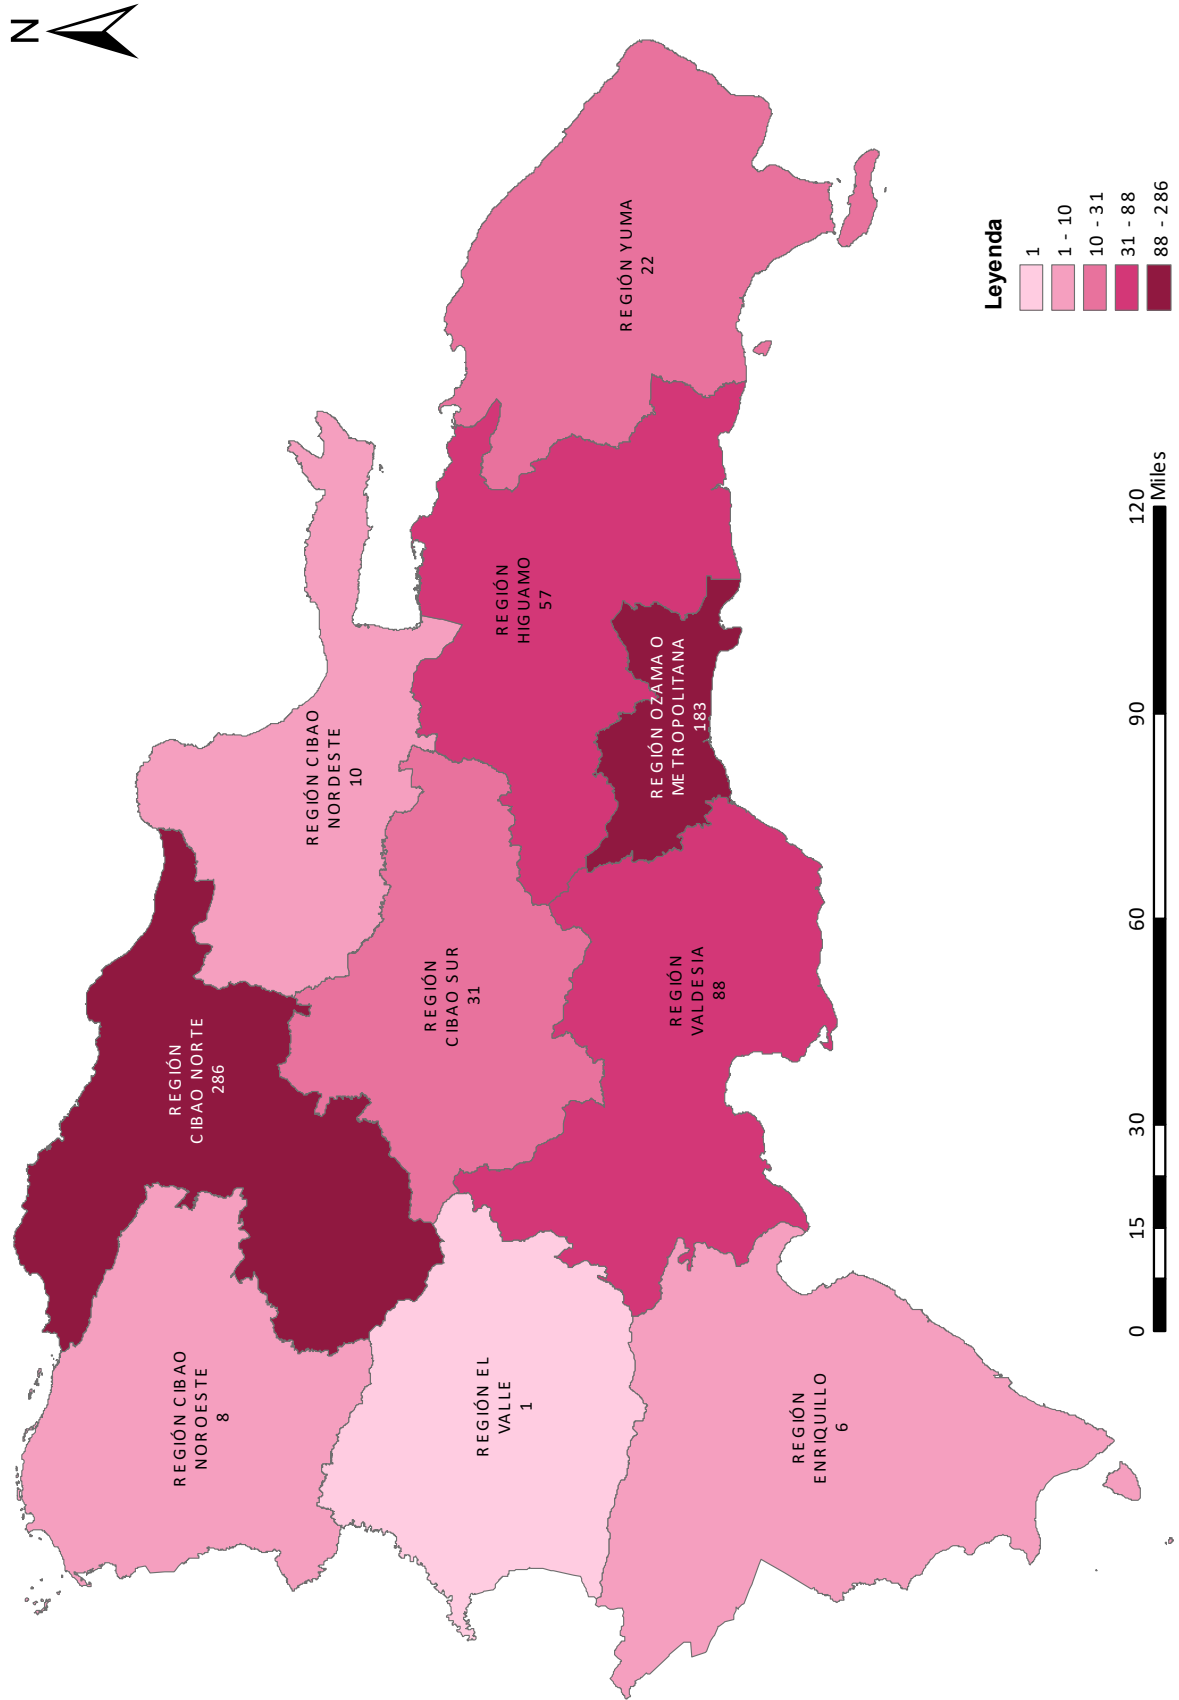 N
REGIÓN
CIBAO NORTE
286
REGIÓN CIBAO
NOROESTE
8
REGIÓN CIBAO
NORDESTE
10
REGIÓN
CIBAO SUR
31
REGIÓN EL
VALLE
1
REGIÓN
HIGUAMO
57
REGIÓN YUMA
22
REGIÓN OZAMA O
METROPOLITANA
183
REGIÓN
VALDESIA
88
REGIÓN
ENRIQUILLO
6
Leyenda
1
1 - 10
10 - 31
31 - 88
88 - 286
0 15 30 60 90 120
Miles